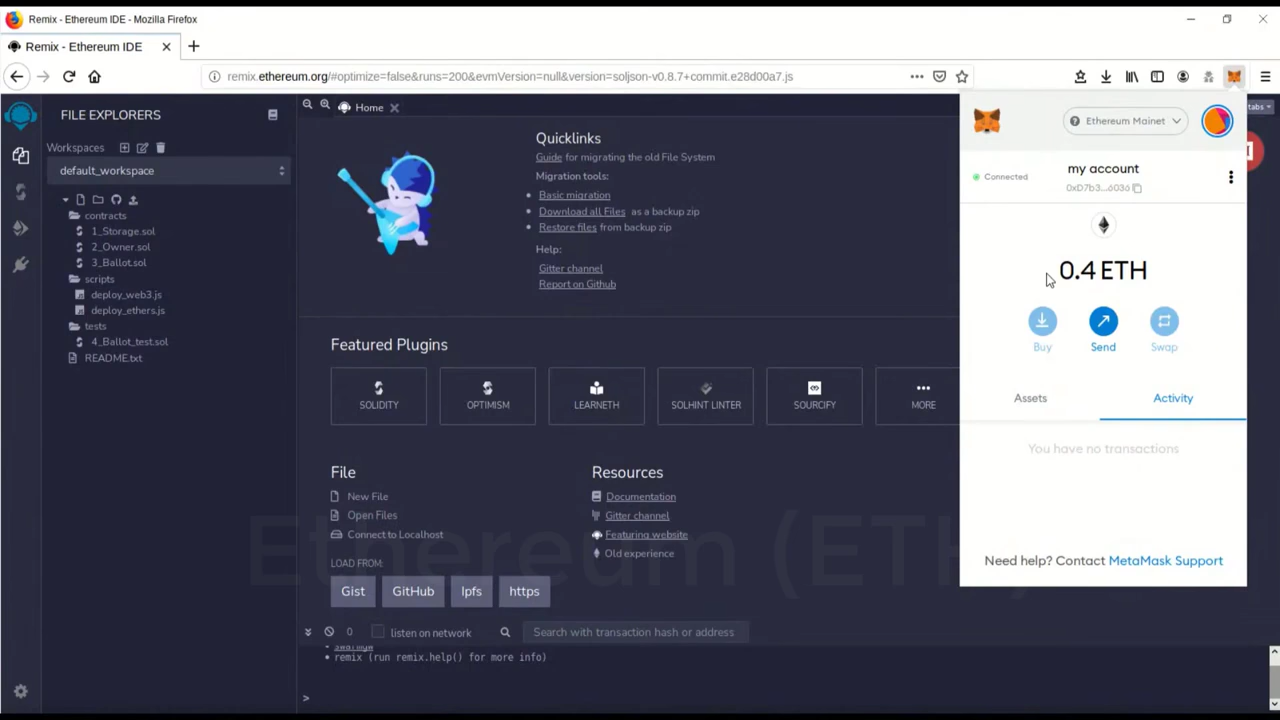 Remix - Ethereum IDE - Mozilla Firefox
Remix - Ethereum IDE
remix.ethereum.org/#optimize=false&runs=200&evmVersion=null&version=soljson-v0.8.7+commit.e28d00a7.js
FILE EXPLORERS
Workspaces
default_workspace
contracts
1_Storage.sol
2_Owner.sol
3_Ballot.sol
scripts
deploy_web3.js
deploy_ethers.js
tests
4_Ballot_test.sol
README.txt
Home
Quicklinks
Guide for migrating the old File System
Migration tools:
Basic migration
Download all Files as a backup zip
Restore files from backup zip
Help:
Gitter channel
Report on Github
Featured Plugins
SOLIDITY
OPTIMISM
LEARNETH
SOLHINT LINTER
SOURCIFY
MORE
File
New File
Open Files
Connect to Localhost
LOAD FROM:
Gist
GitHub
Ipfs
https
Resources
Documentation
Gitter channel
Featuring website
Old experience
Ethereum (ETH)
0
listen on network
Search with transaction hash or address
swarmgw
remix (run remix.help() for more info)
>
tabs
Ethereum Mainet
Connected
my account
0xD7b3...6036
0.4 ETH
Buy
Send
Swap
Assets
Activity
You have no transactions
Need help? Contact MetaMask Support